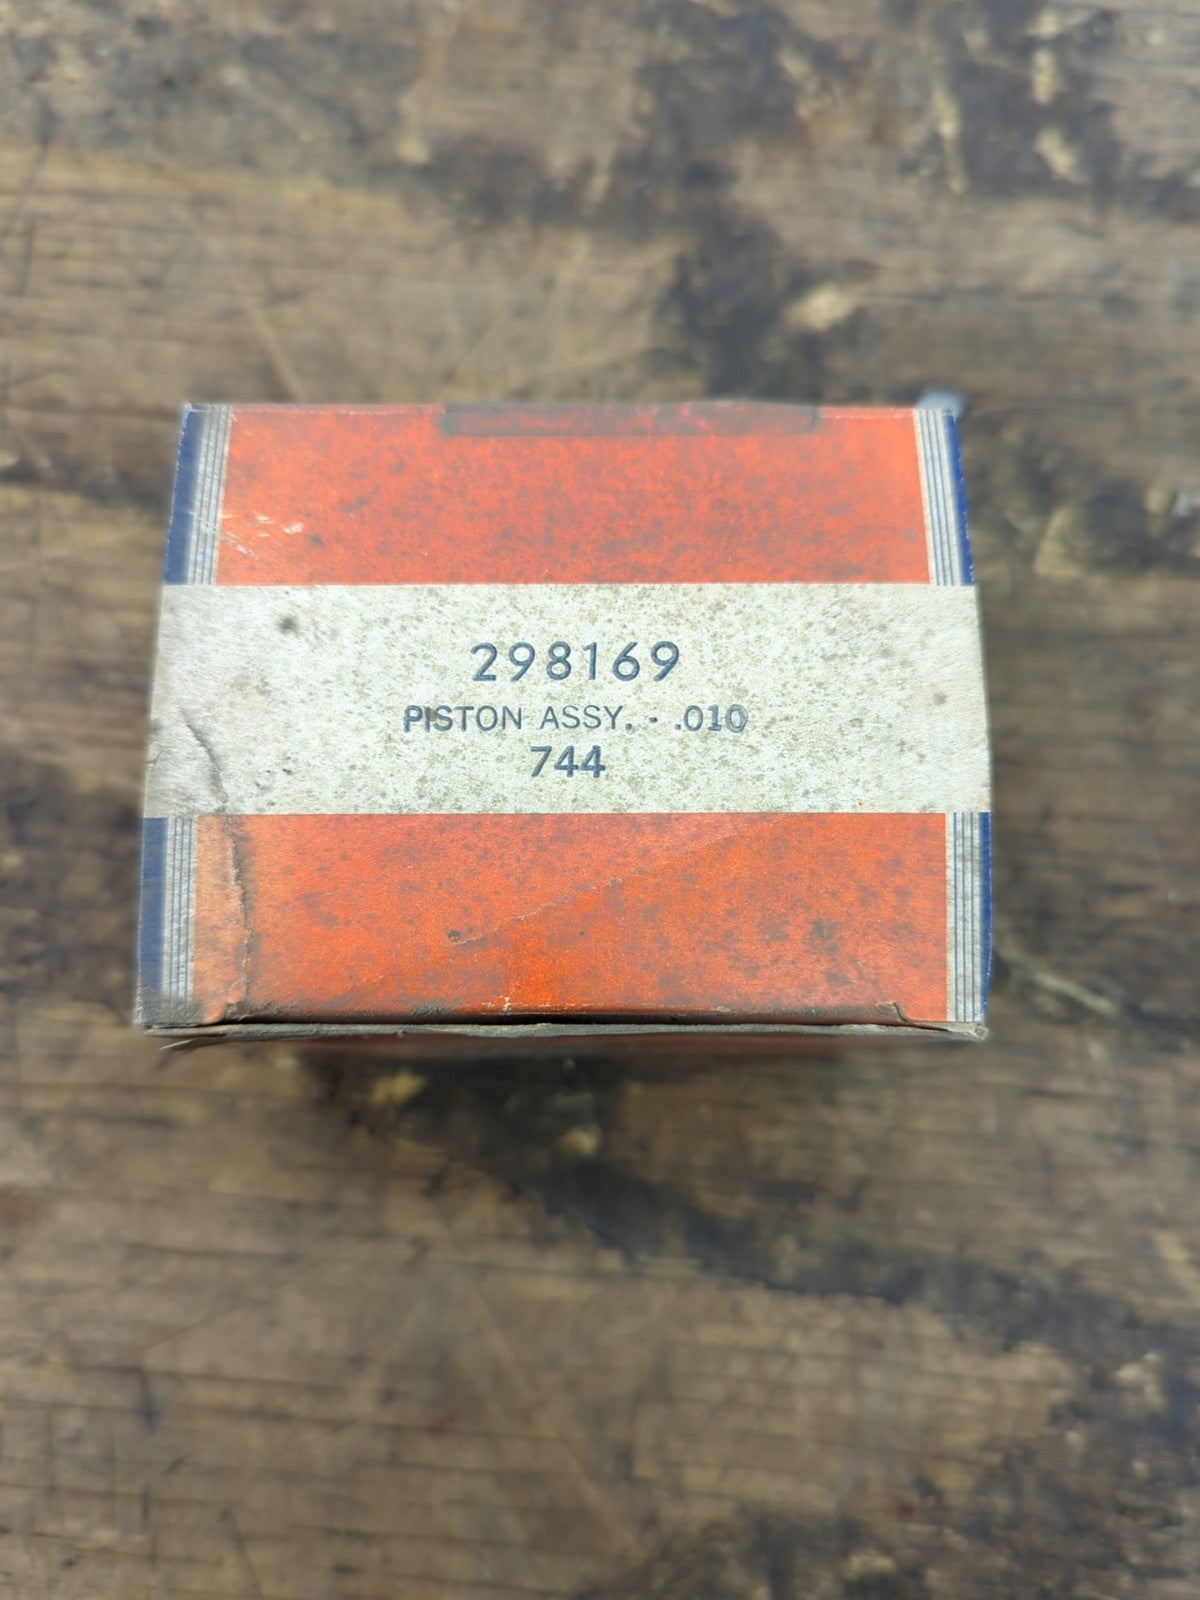 298169
PISTON ASSY. - .010
744